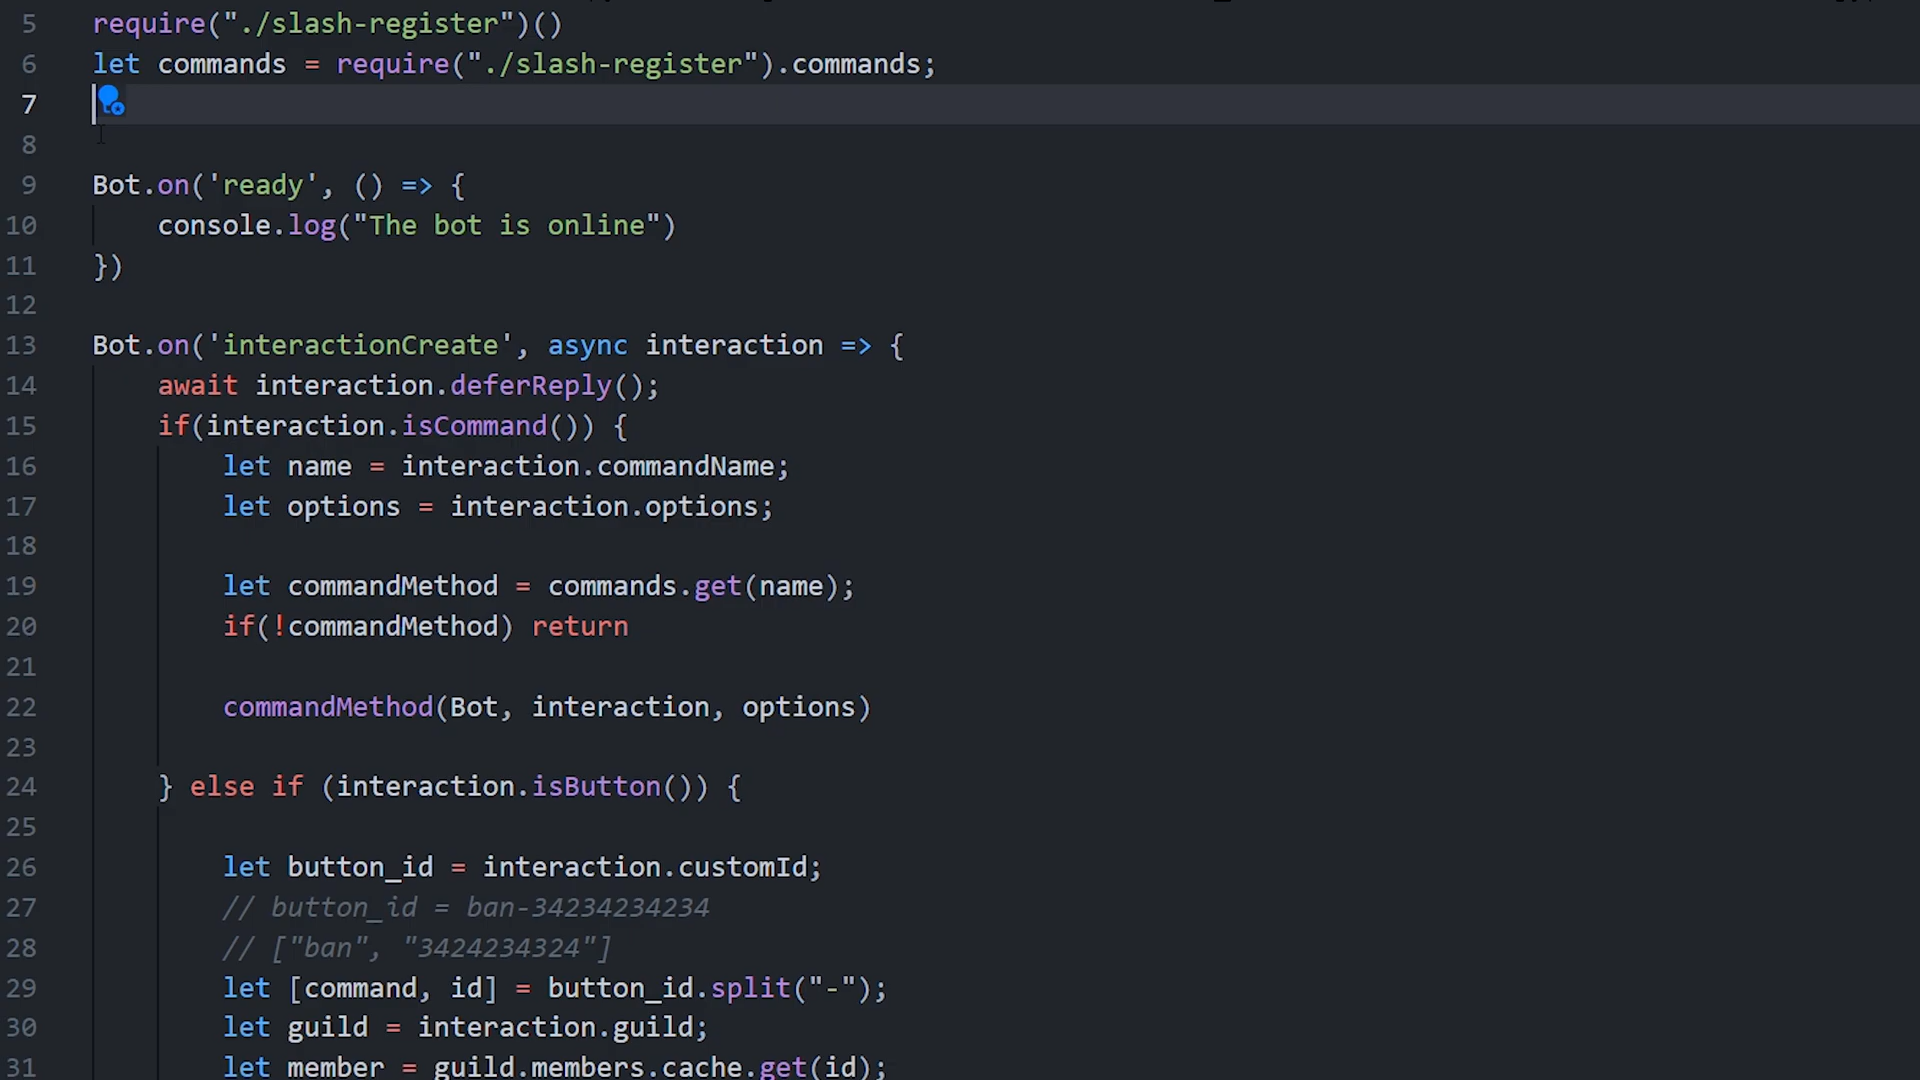 5 require("./slash-register")()
6 let commands = require("./slash-register").commands;
7
8
9 Bot.on('ready', () => {
10 console.log("The bot is online")
11 })
12
13 Bot.on('interactionCreate', async interaction => {
14 await interaction.deferReply();
15 if(interaction.isCommand()) {
16 let name = interaction.commandName;
17 let options = interaction.options;
18
19 let commandMethod = commands.get(name);
20 if(!commandMethod) return
21
22 commandMethod(Bot, interaction, options)
23
24 } else if (interaction.isButton()) {
25
26 let button_id = interaction.customId;
27 // button_id = ban-34234234234
28 // ["ban", "3424234324"]
29 let [command, id] = button_id.split("-");
30 let guild = interaction.guild;
31 let member = guild.members.cache.get(id);